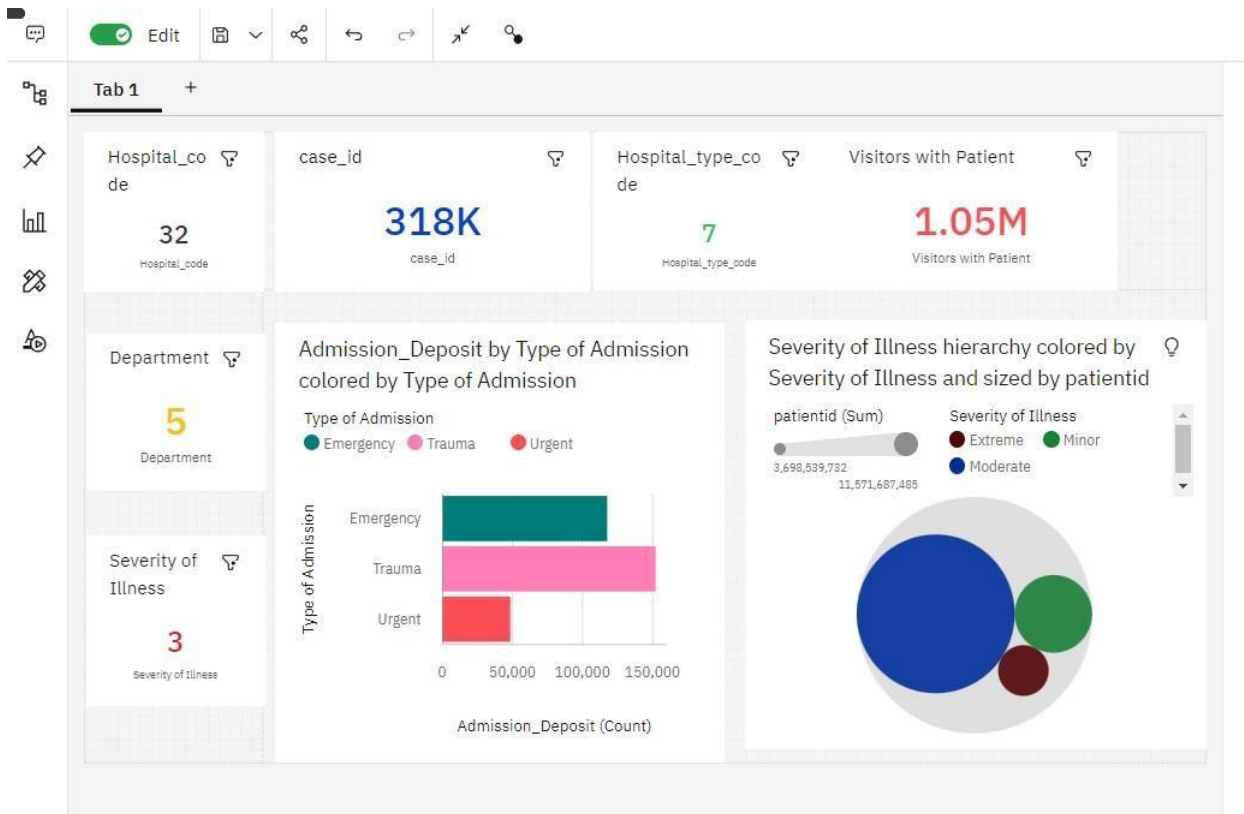 Edit
Tab 1 +
Hospital_co
de
32
Hospital_code
case_id
318K
case_id
Hospital_type_co
de
7
Hospital_type_code
Visitors with Patient
1.05M
Visitors with Patient
Department
5
Department
Severity of
Illness
3
Severity of Illness
Admission_Deposit by Type of Admission
colored by Type of Admission
Type of Admission
Emergency Trauma Urgent
Type of Admission
Emergency
Trauma
Urgent
0 50,000 100,000 150,000
Admission_Deposit (Count)
Severity of Illness hierarchy colored by
Severity of Illness and sized by patientid
patientid (Sum)
3,698,539,732
11,571,687,485
Severity of Illness
Extreme Minor
Moderate